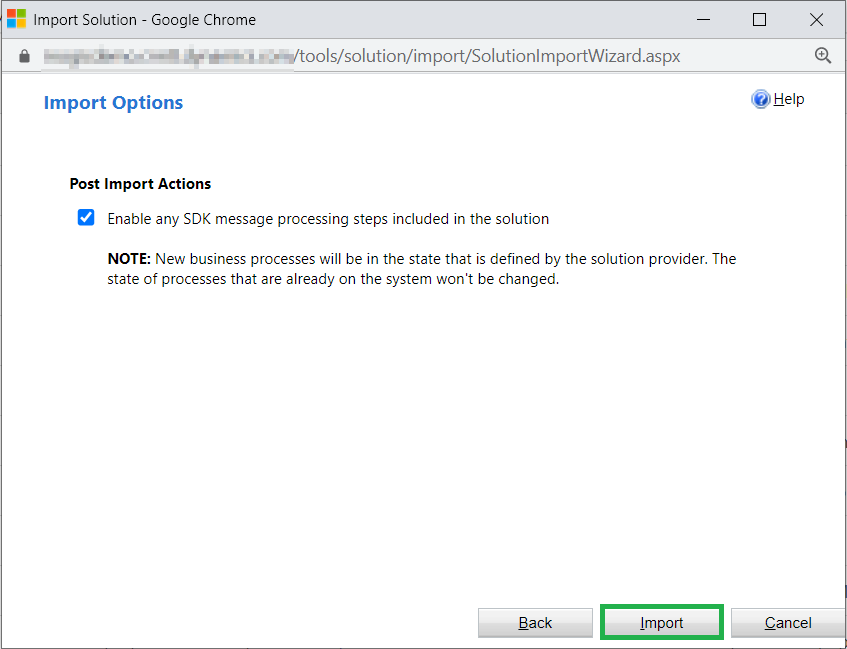 Import Solution - Google Chrome
/tools/solution/import/SolutionImportWizard.aspx
Import Options
Help
Post Import Actions
Enable any SDK message processing steps included in the solution
NOTE: New business processes will be in the state that is defined by the solution provider. The
state of processes that are already on the system won't be changed.
Back
Import
Cancel